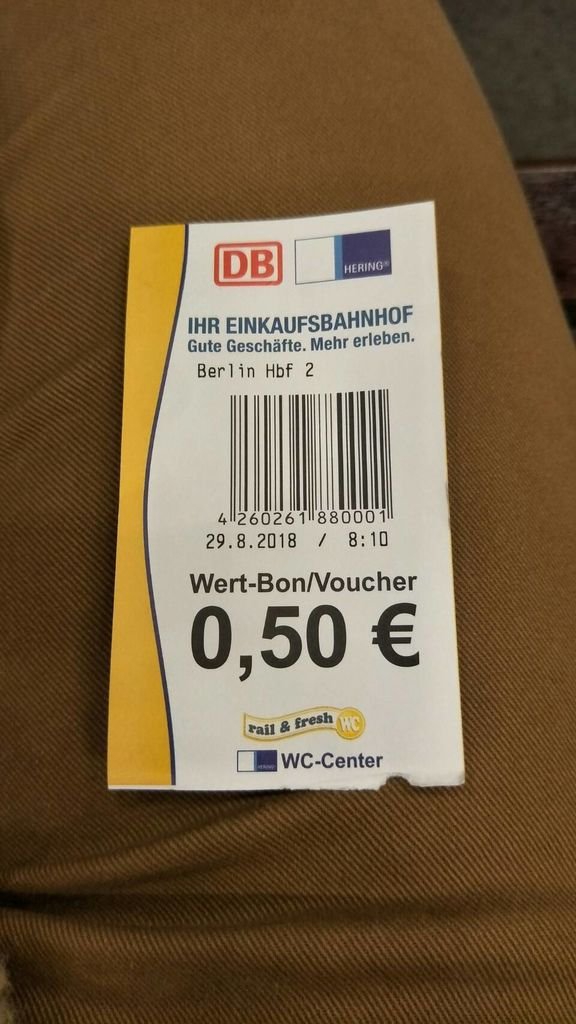 DB HERING®
IHR EINKAUFSBAHNHOF
Gute Geschäfte. Mehr erleben.
Berlin Hbf 2
4 260261 880001
29.8.2018 / 8:10
Wert-Bon/Voucher
0,50 €
rail & fresh WC
HERING WC-Center